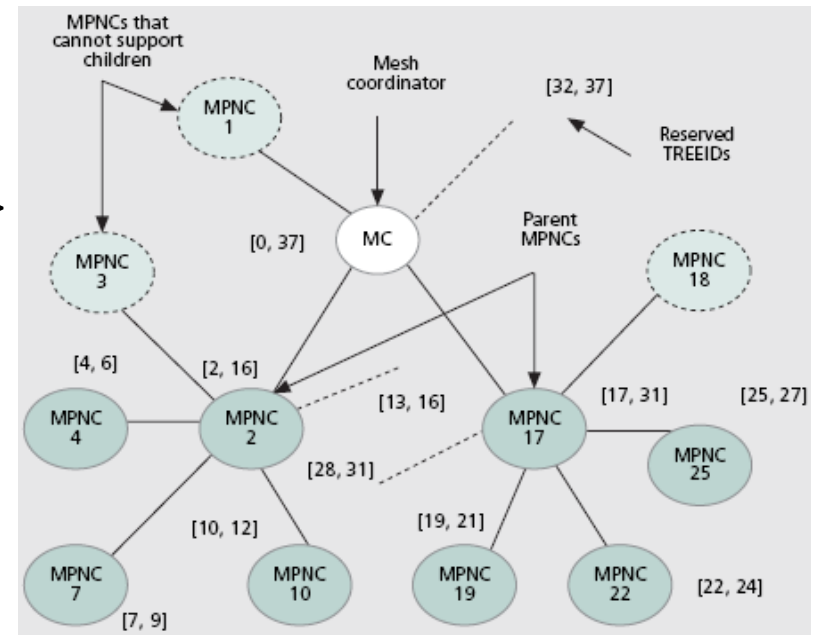 MPNCs that
cannot support
children
Mesh
coordinator
[32, 37]
Reserved
TREEIDs
MPNC
1
Parent
MPNCs
[0, 37]
MC
MPNC
3
MPNC
18
[4, 6]
[2, 16]
[13, 16]
[17, 31]
[25, 27]
MPNC
4
MPNC
2
MPNC
17
MPNC
25
[28, 31]
[10, 12]
[19, 21]
MPNC
7
MPNC
10
MPNC
19
MPNC
22
[22, 24]
[7, 9]